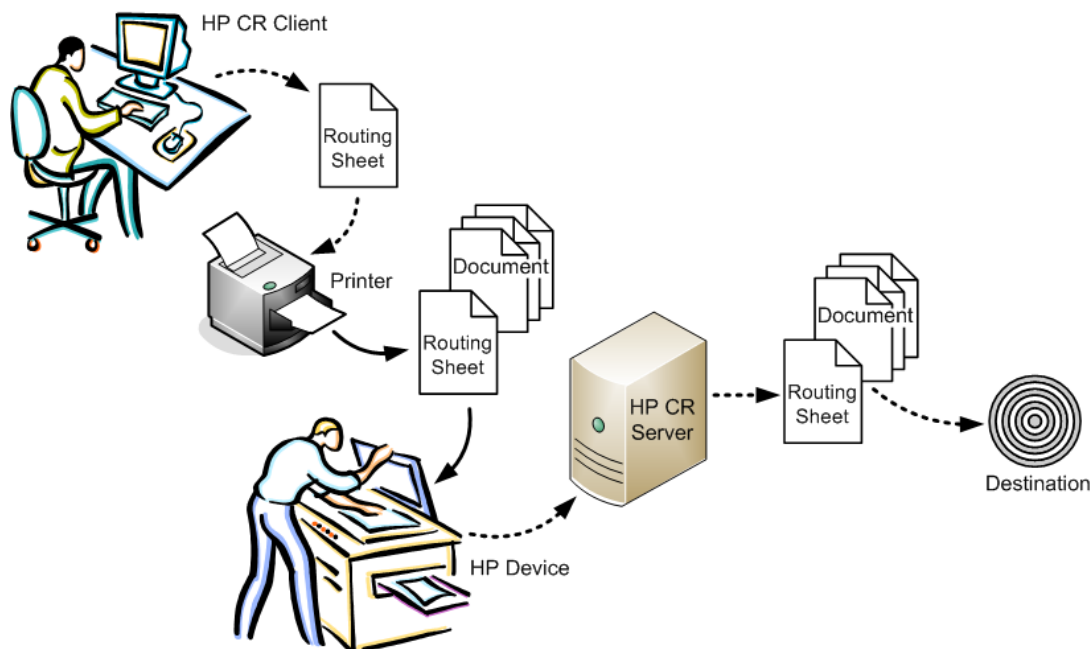 HP CR Client
Routing
Sheet
Printer
Document
Routing
Sheet
HP Device
HP CR
Server
Document
Routing
Sheet
Destination